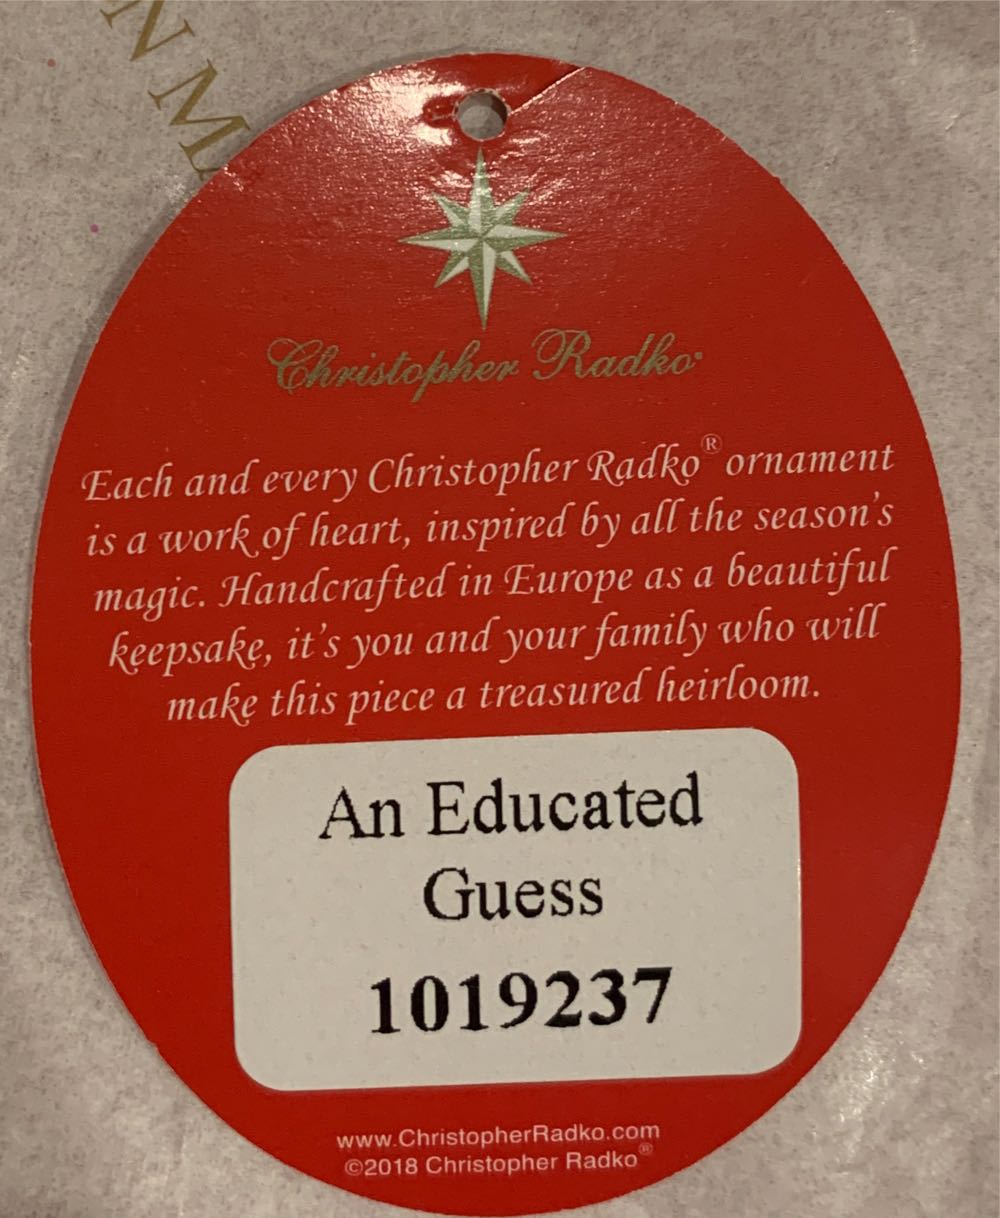 N M
Christopher Radko
Each and every Christopher Radko® ornament
is a work of heart, inspired by all the season's
magic. Handcrafted in Europe as a beautiful
keepsake, it's you and your family who will
make this piece a treasured heirloom.
An Educated
Guess
1019237
www.ChristopherRadko.com
©2018 Christopher Radko®